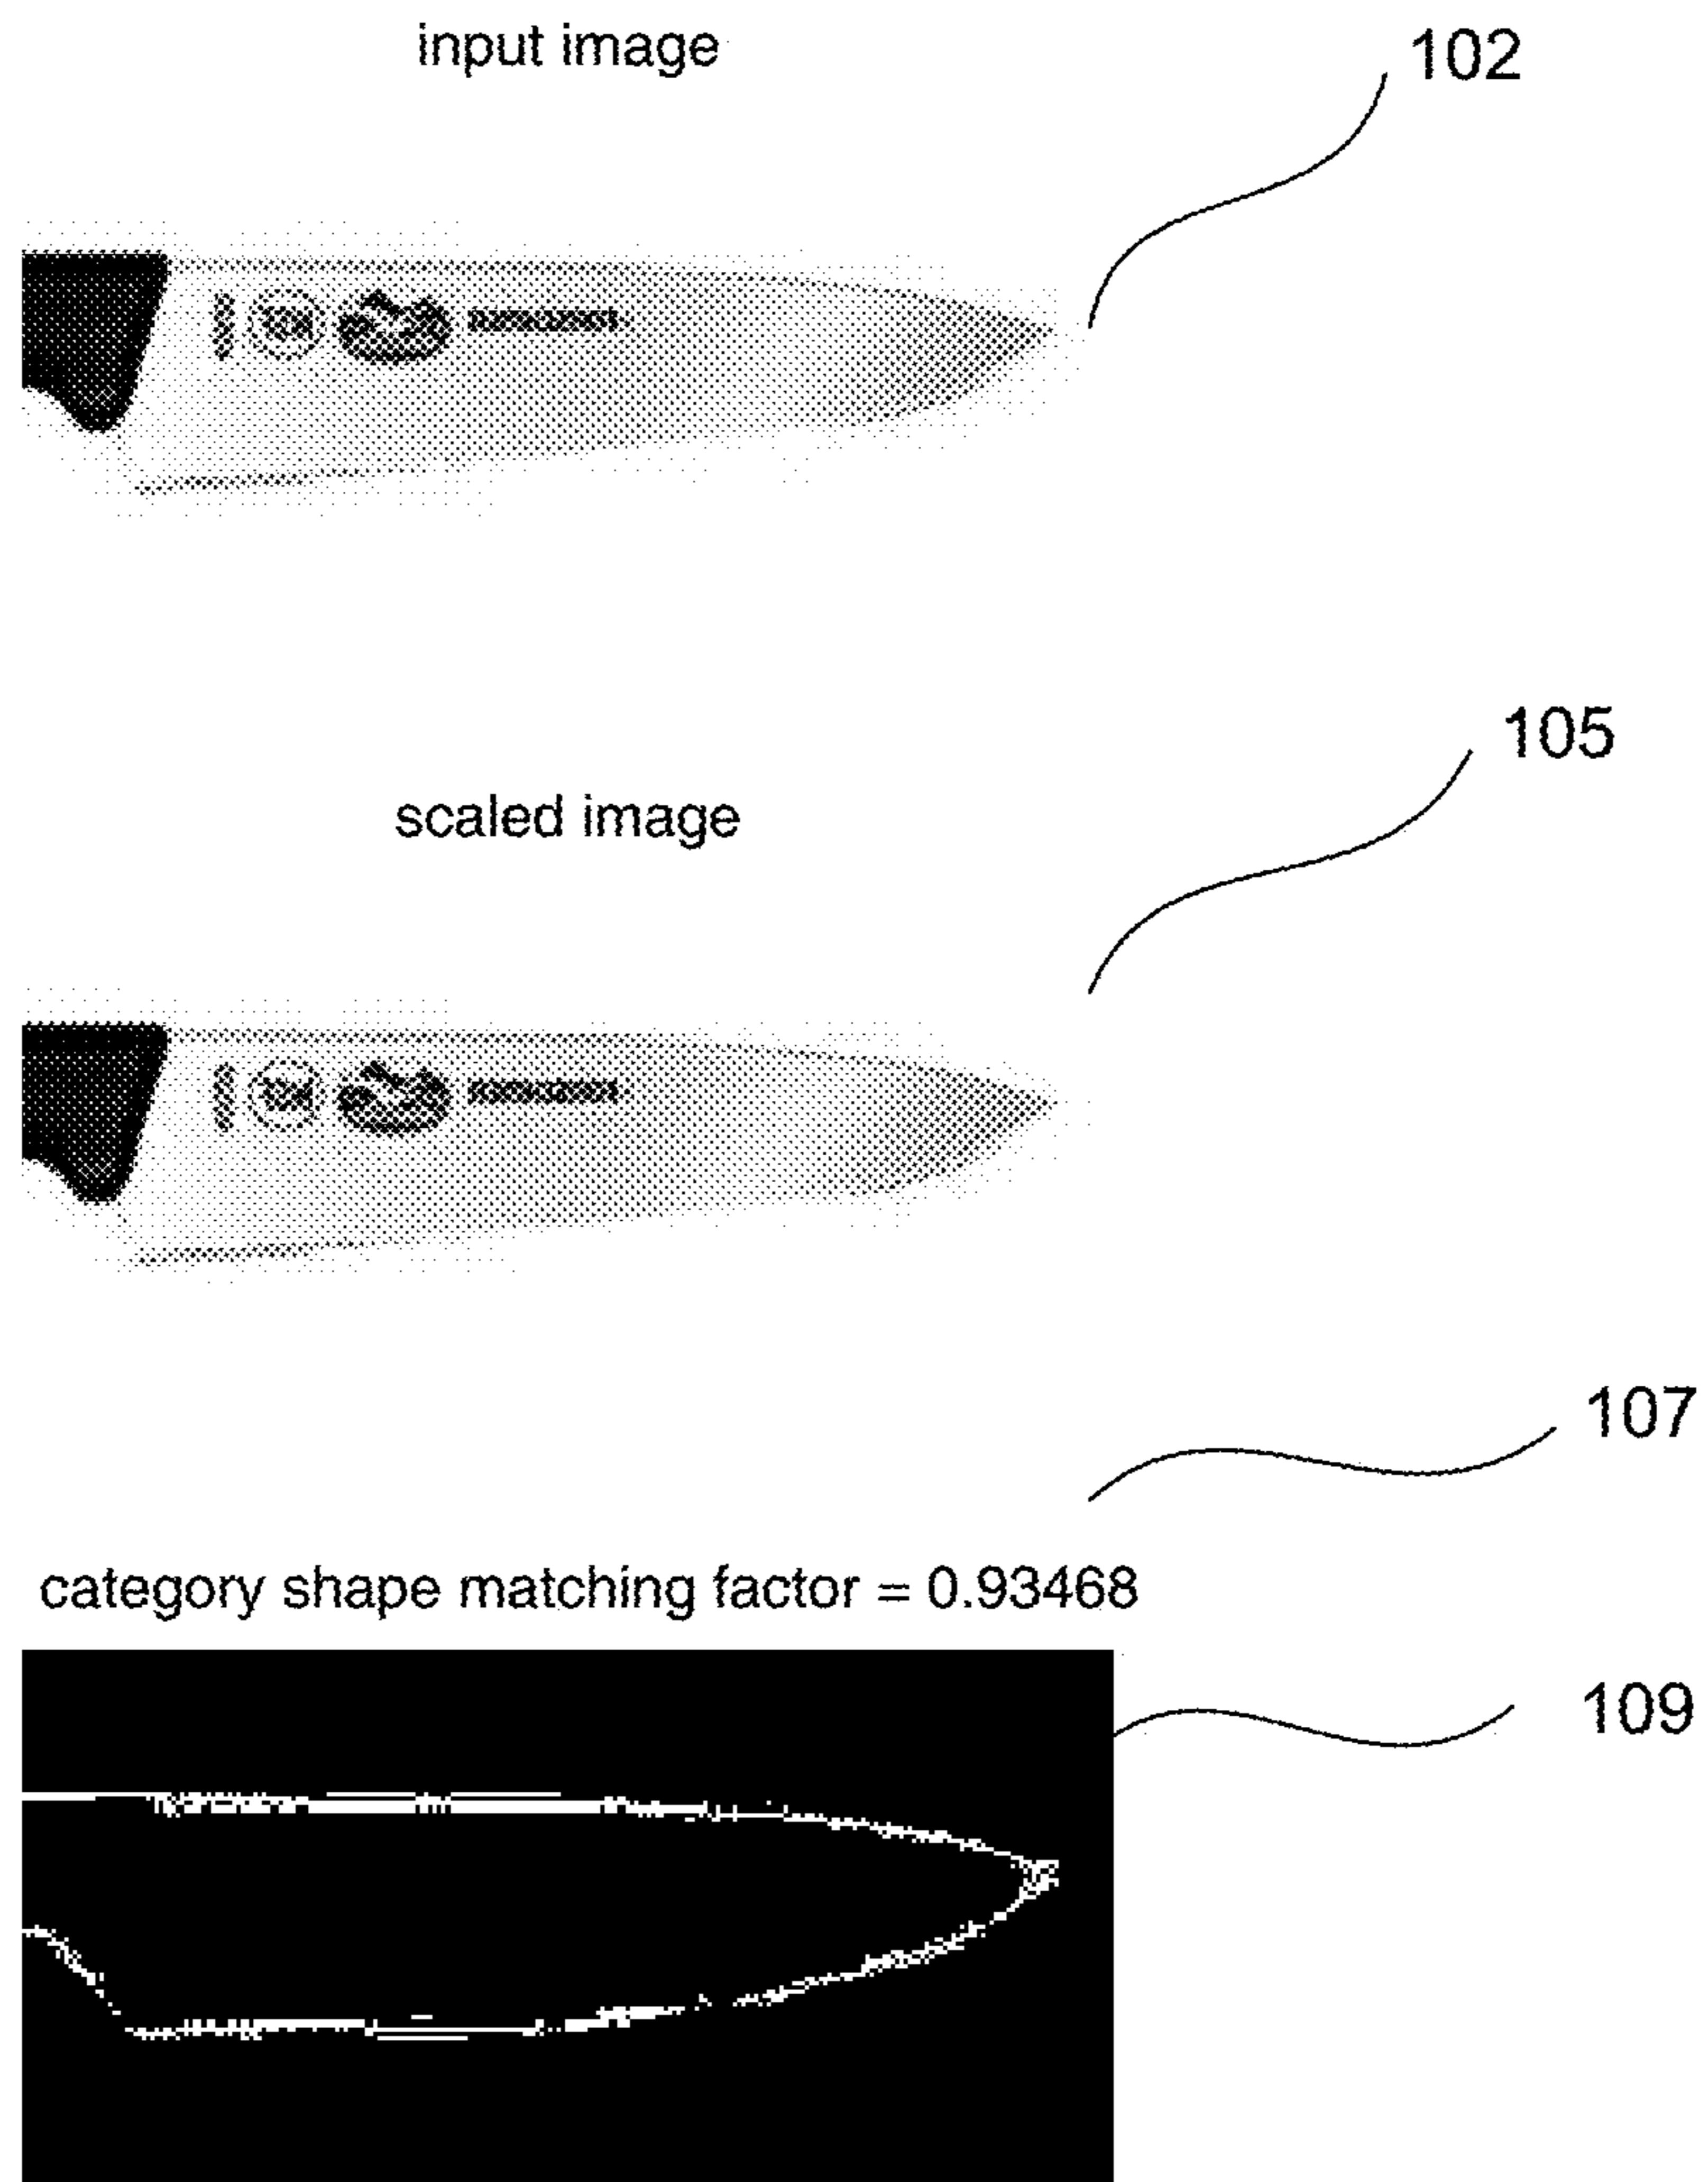 input image
102
105
scaled image
107
category shape matching factor = 0.93468
109